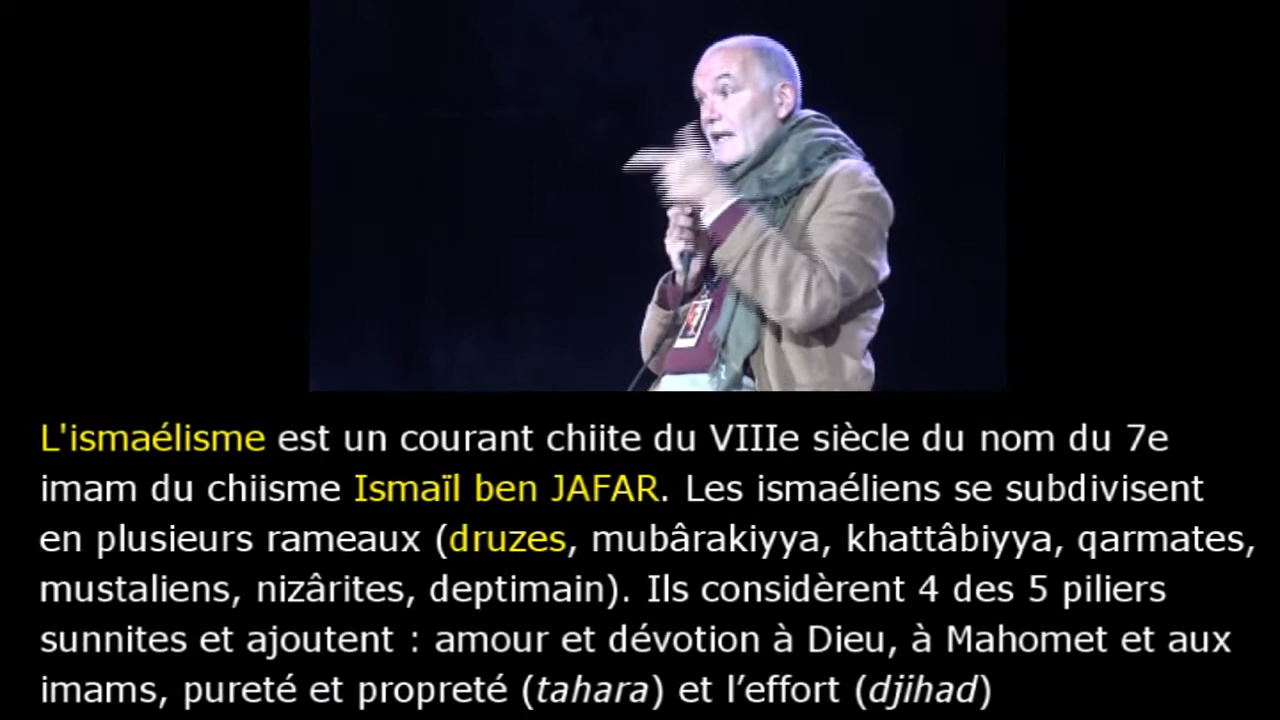 L'ismaélisme est un courant chiite du VIIIe siècle du nom du 7e
imam du chiisme Ismaïl ben JAFAR. Les ismaéliens se subdivisent
en plusieurs rameaux (druzes, mubârakiyya, khattâbiyya, qarmates,
mustaliens, nizârites, deptimain). Ils considèrent 4 des 5 piliers
sunnites et ajoutent : amour et dévotion à Dieu, à Mahomet et aux
imams, pureté et propreté (tahara) et l’effort (djihad)